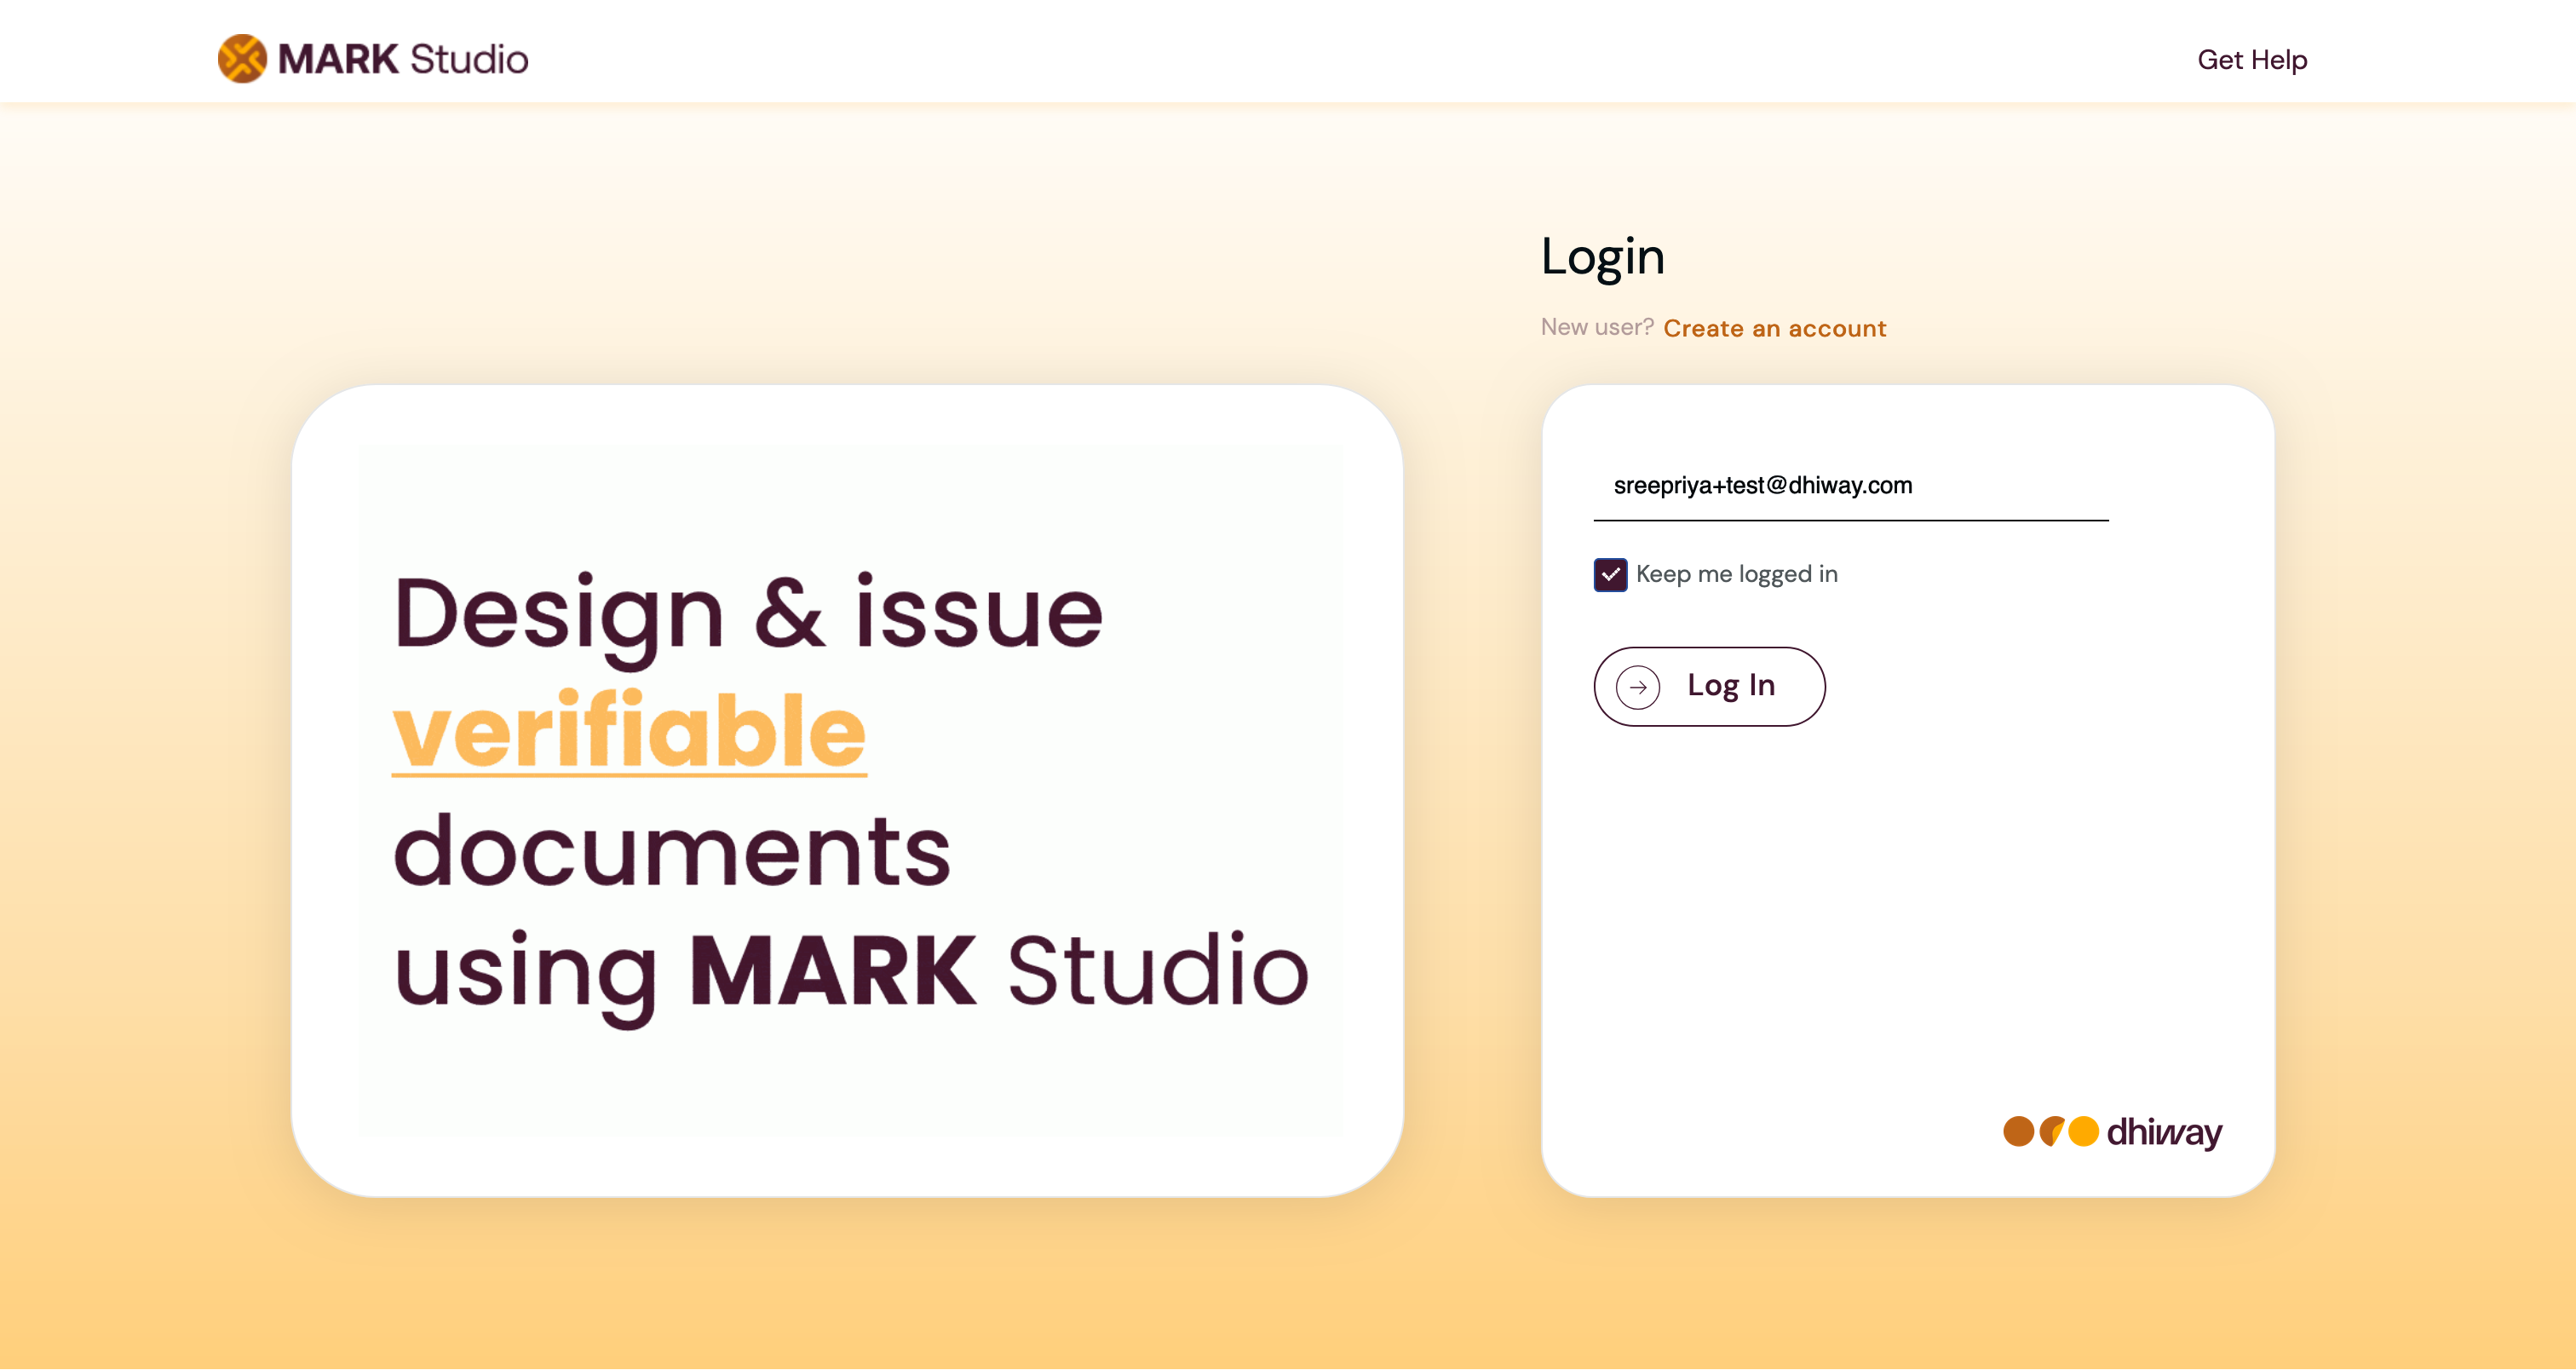 MARK Studio
Get Help
Login
New user? Create an account
Design & issue
verifiable
documents
using MARK Studio
sreepriya+test@dhiway.com
Keep me logged in
Log In
dhiway